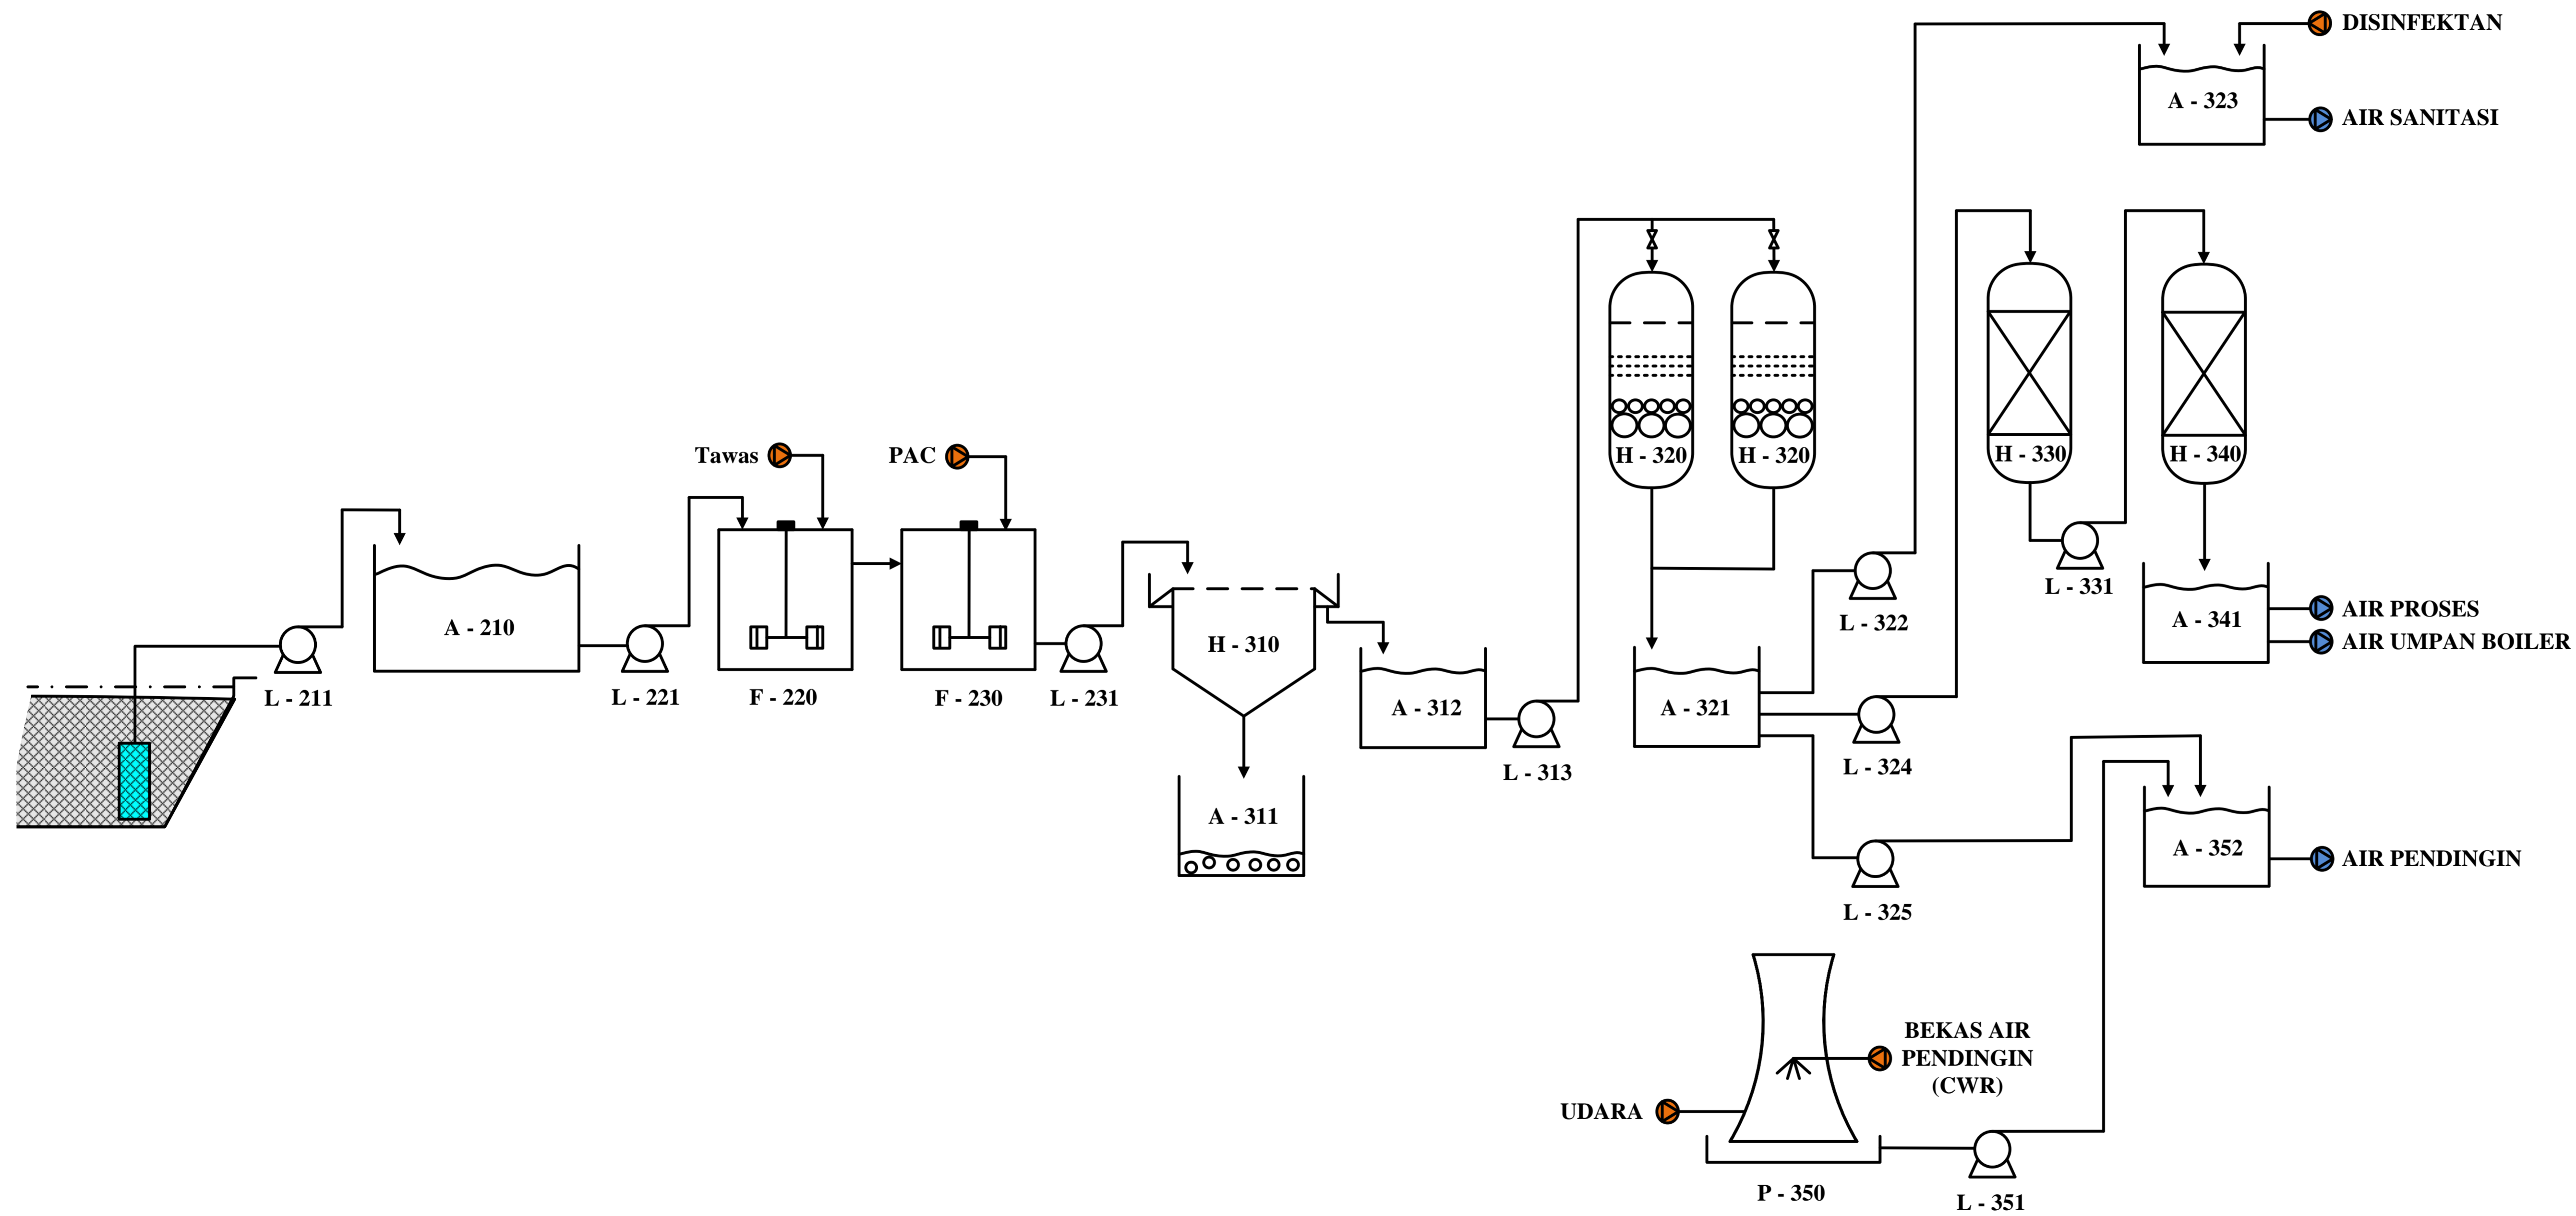 DISINFEKTAN
A - 323
AIR SANITASI
Tawas
PAC
H - 320
H - 320
H - 330
H - 340
L - 331
L - 322
A - 341
AIR PROSES
AIR UMPAN BOILER
A - 210
H - 310
L - 211
L - 221
F - 220
F - 230
L - 231
A - 312
A - 321
L - 313
L - 324
A - 311
A - 352
AIR PENDINGIN
L - 325
BEKAS AIR
PENDINGIN
(CWR)
UDARA
P - 350
L - 351